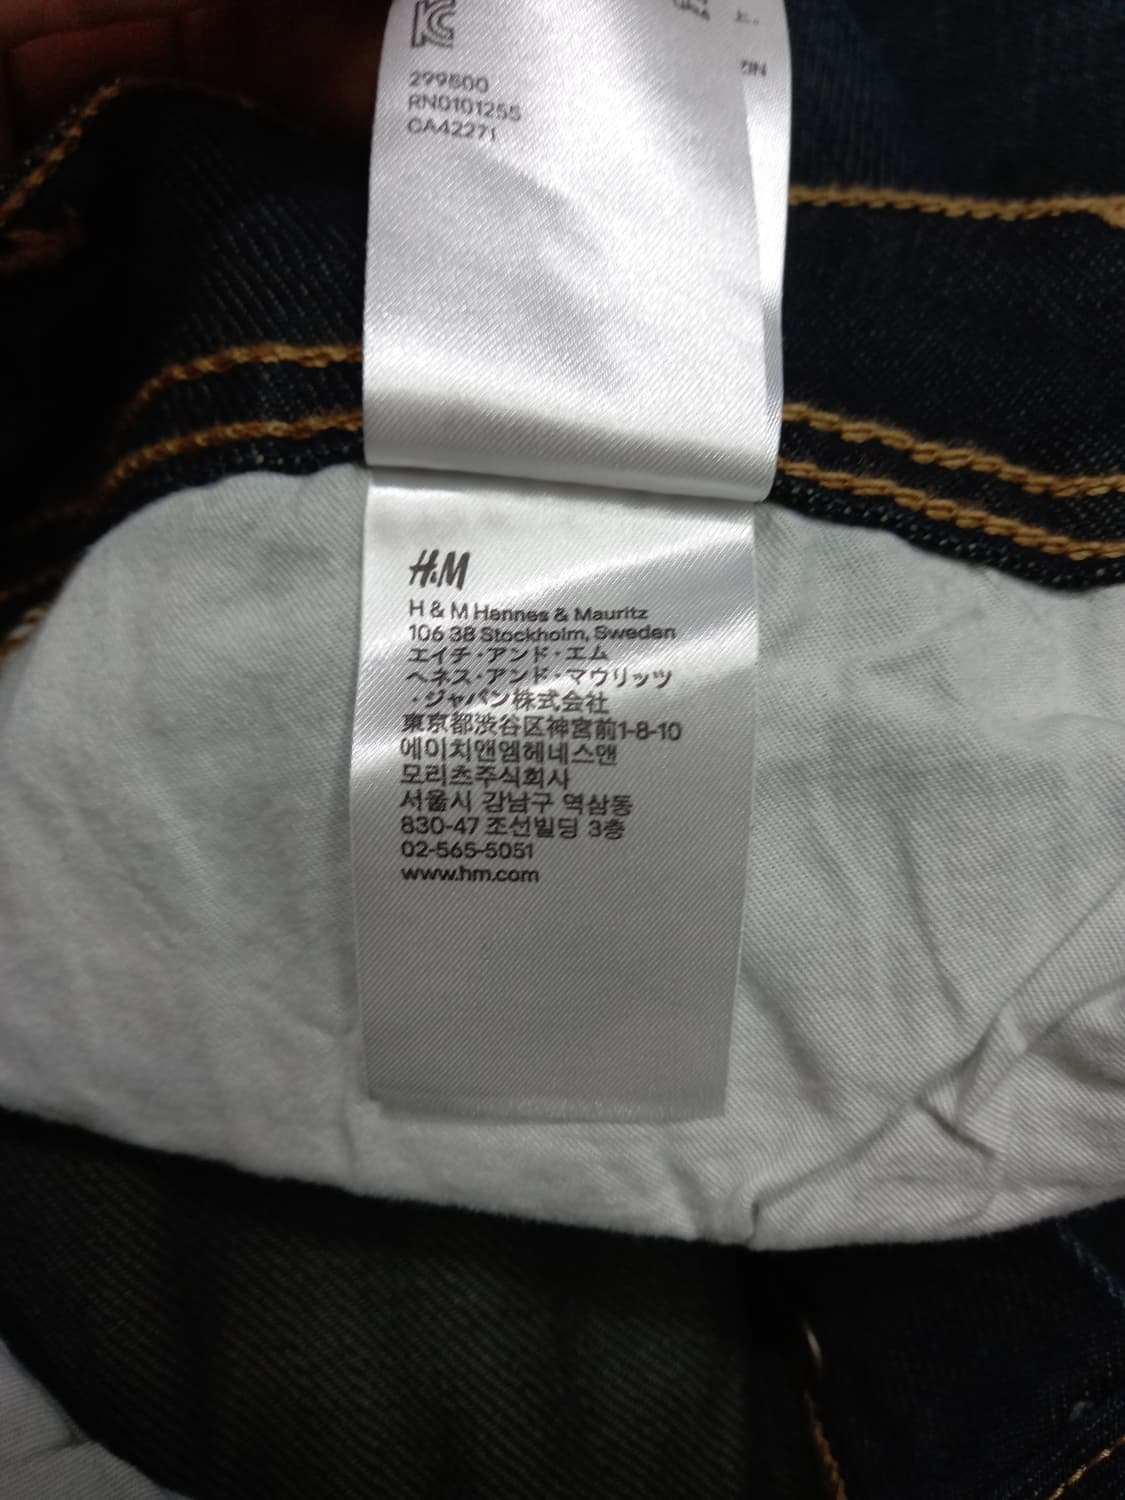 299600
RN0101255
CA42271
H&M
H & M Hennes & Mauritz
106 38 Stockholm, Sweden
エイチ・アンド・エム
ヘネス・アンド・マウリッツ
・ジャパン株式会社
東京都渋谷区神宮前1-8-10
에이치앤엠헤네스앤
모리츠주식회사
서울시 강남구 역삼동
830-47 조선빌딩 3층
02-565-5051
www.hm.com